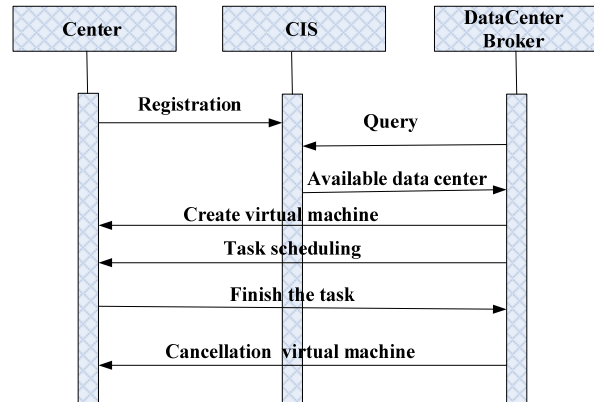 Center
CIS
DataCenter
Broker
Registration
Query
Available data center
Create virtual machine
Task scheduling
Finish the task
Cancellation virtual machine